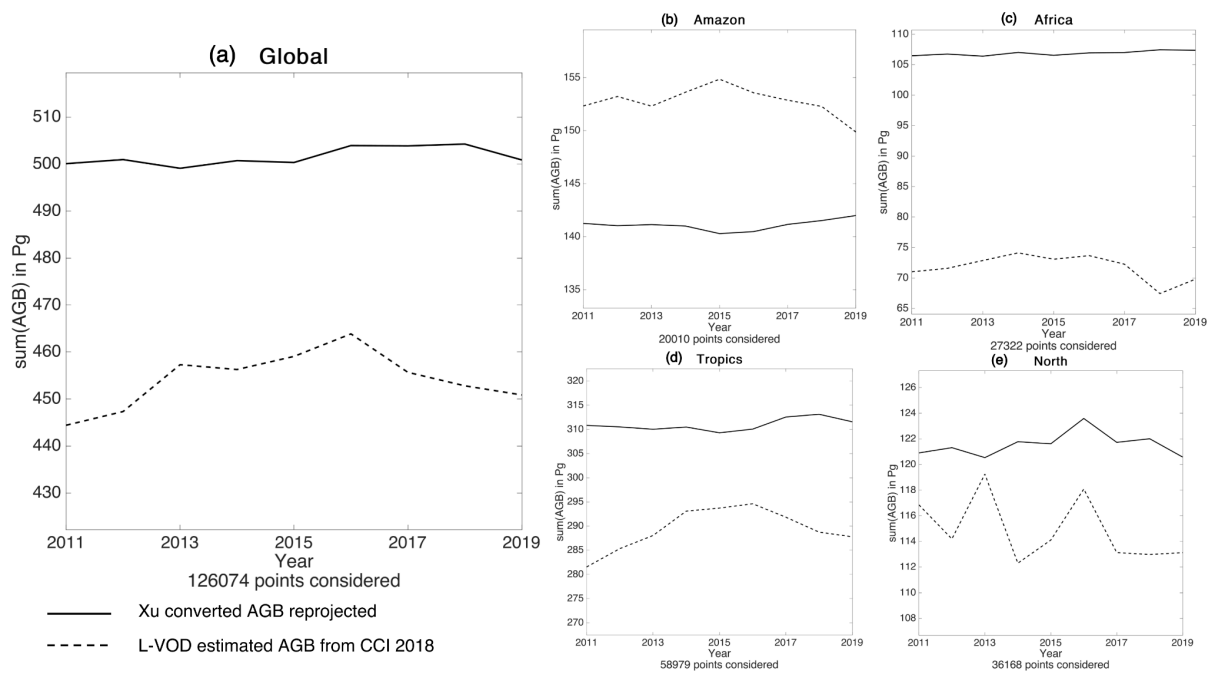 (a) Global
sum(AGB) in Pg
510
500
490
480
470
460
450
440
430
2011 2013 2015 2017 2019
Year
126074 points considered
Xu converted AGB reprojected
L-VOD estimated AGB from CCI 2018
(b) Amazon
sum(AGB) in Pg
155
150
145
140
135
2011 2013 2015 2017 2019
Year
20010 points considered
(c) Africa
sum(AGB) in Pg
110
105
100
95
90
85
80
75
70
65
2011 2013 2015 2017 2019
Year
27322 points considered
(d) Tropics
sum(AGB) in Pg
320
315
310
305
300
295
290
285
280
275
270
2011 2013 2015 2017 2019
Year
58979 points considered
(e) North
sum(AGB) in Pg
126
124
122
120
118
116
114
112
110
108
2011 2013 2015 2017 2019
Year
36168 points considered